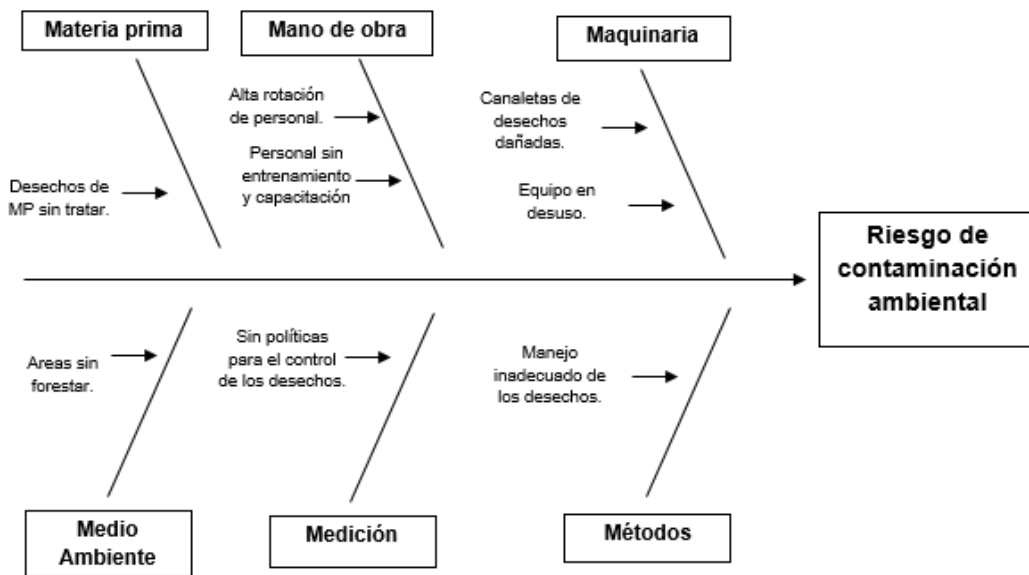 Materia prima
Mano de obra
Maquinaria
Alta rotación
de personal.
Personal sin
entrenamiento
y capacitación
Canaletas de
desechos
dañadas.
Desechos de
MP sin tratar.
Equipo en
desuso.
Riesgo de
contaminación
ambiental
Areas sin
forestar.
Sin políticas
para el control
de los desechos.
Manejo
inadecuado de
los desechos.
Medio
Ambiente
Medición
Métodos